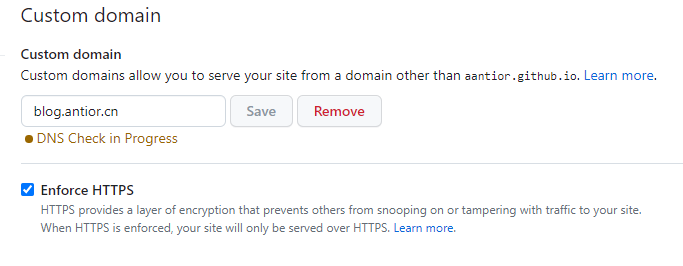 Custom domain
Custom domain
Custom domains allow you to serve your site from a domain other than aantior.github.io. Learn more.
blog.antior.cn Save Remove
DNS Check in Progress
Enforce HTTPS
HTTPS provides a layer of encryption that prevents others from snooping on or tampering with traffic to your site.
When HTTPS is enforced, your site will only be served over HTTPS. Learn more.